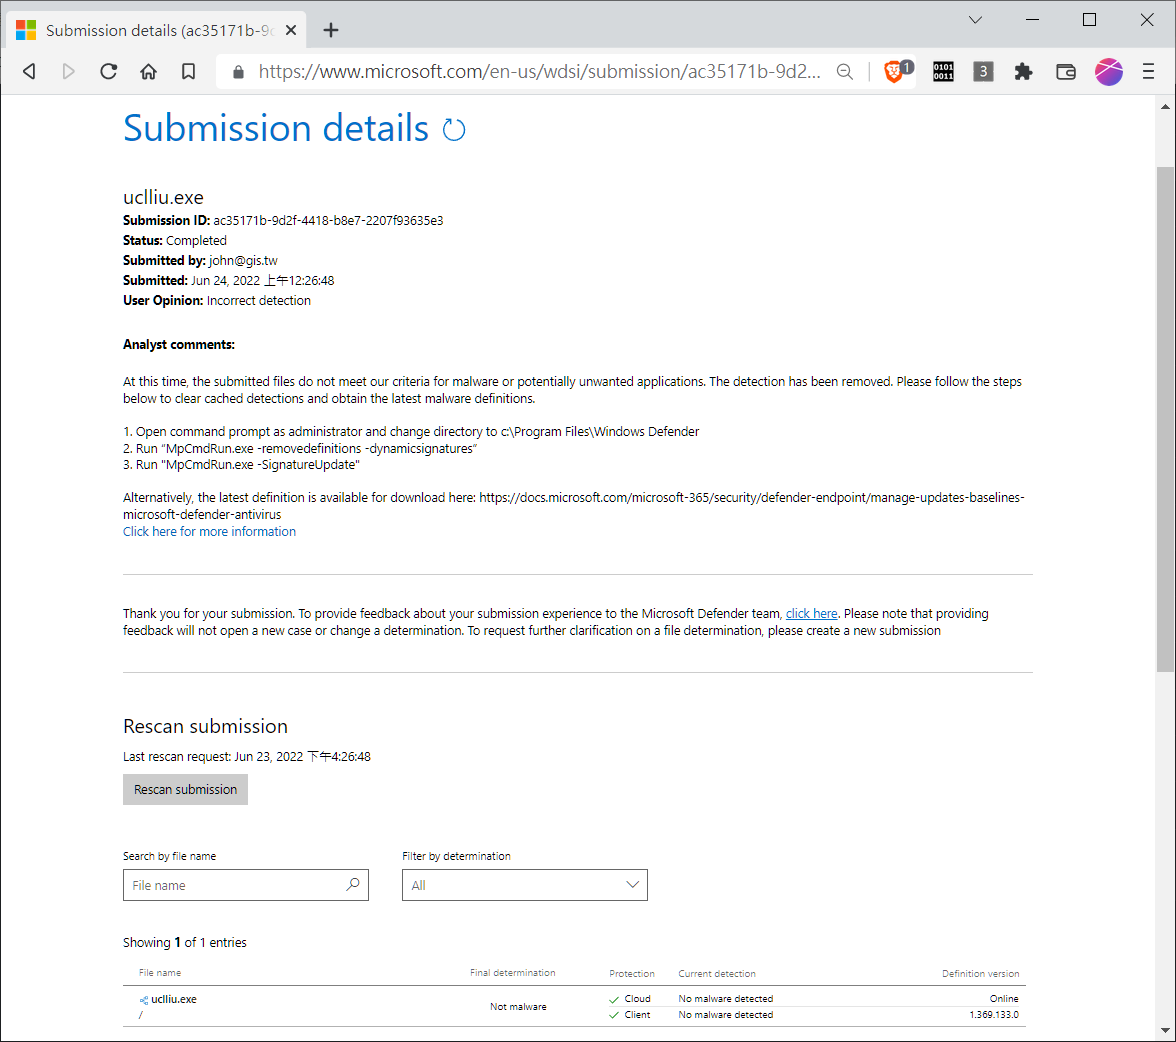 Submission details (ac35171b-9d
https://www.microsoft.com/en-us/wdsi/submission/ac35171b-9d2...
1
0101
0011
3
Submission details
uclliu.exe
Submission ID: ac35171b-9d2f-4418-b8e7-2207f93635e3
Status: Completed
Submitted by: john@gis.tw
Submitted: Jun 24, 2022 上午12:26:48
User Opinion: Incorrect detection
Analyst comments:
At this time, the submitted files do not meet our criteria for malware or potentially unwanted applications. The detection has been removed. Please follow the steps
below to clear cached detections and obtain the latest malware definitions.
1. Open command prompt as administrator and change directory to c:\Program Files\Windows Defender
2. Run “MpCmdRun.exe -removedefinitions -dynamicsignatures”
3. Run "MpCmdRun.exe -SignatureUpdate"
Alternatively, the latest definition is available for download here: https://docs.microsoft.com/microsoft-365/security/defender-endpoint/manage-updates-baselines-
microsoft-defender-antivirus
Click here for more information
Thank you for your submission. To provide feedback about your submission experience to the Microsoft Defender team, click here. Please note that providing
feedback will not open a new case or change a determination. To request further clarification on a file determination, please create a new submission
Rescan submission
Last rescan request: Jun 23, 2022 下午4:26:48
Rescan submission
Search by file name
Filter by determination
File name
All
Showing 1 of 1 entries
File name Final determination Protection Current detection Definition version
uclliu.exe Cloud No malware detected Online
Not malware
/ Client No malware detected 1.369.133.0